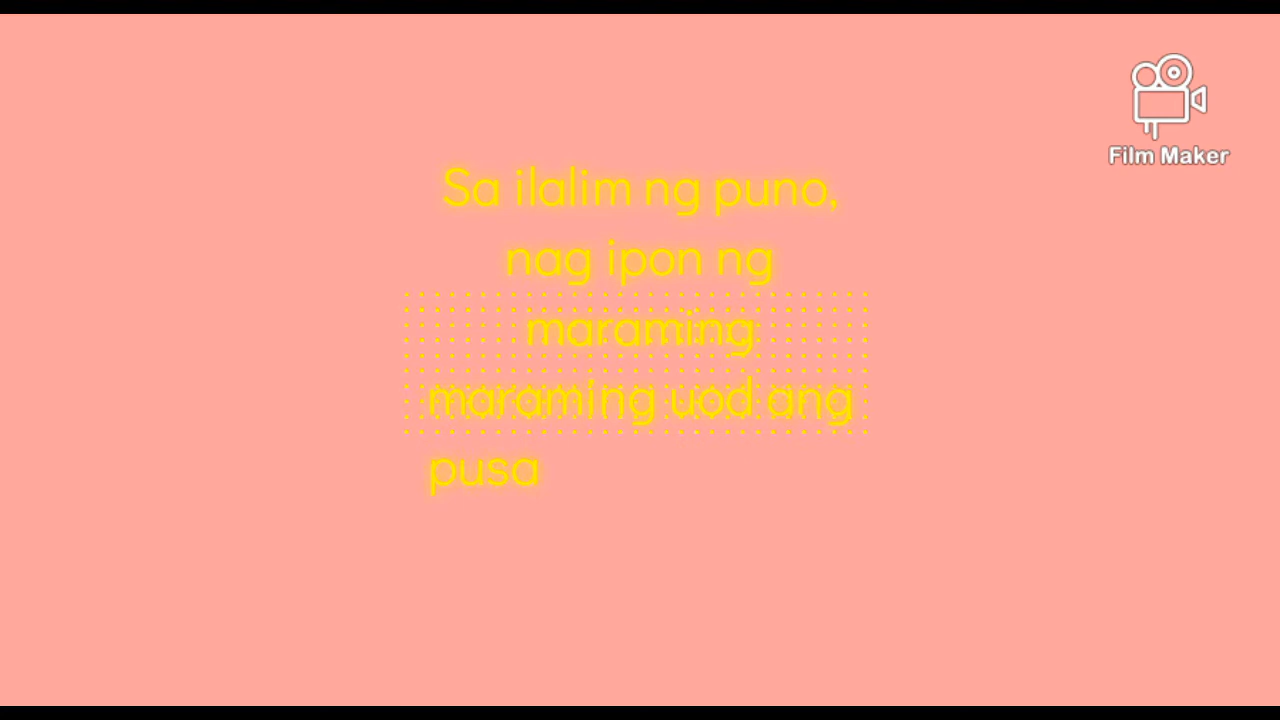 Film Maker
Sa ilalim ng puno,
nag ipon ng
maraming
maraming uod ang
pusa